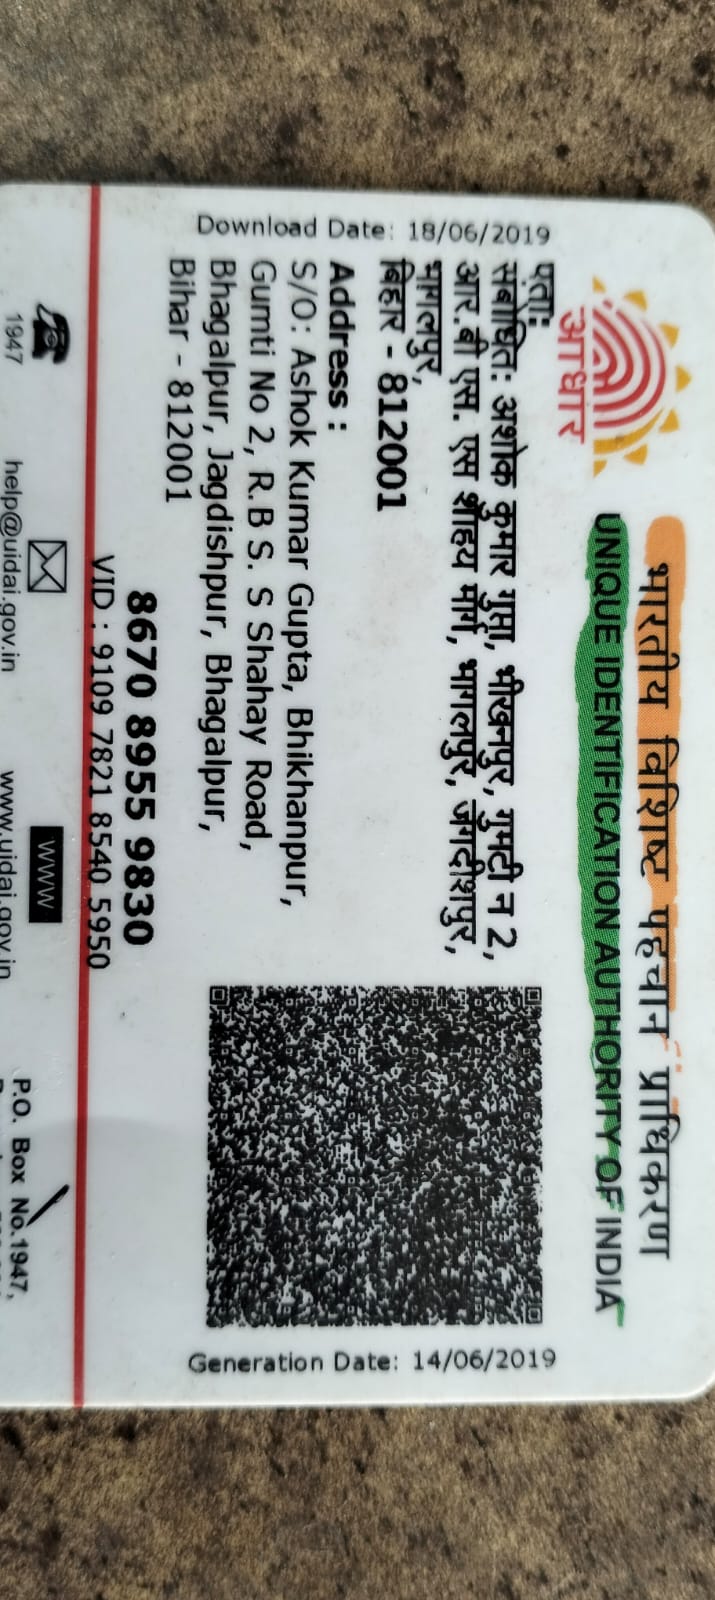 भारतीय विशिष्ट पहचान प्राधिकरण
UNIQUE IDENTIFICATION AUTHORITY OF INDIA
आधार
Download Date: 18/06/2019
Generation Date: 14/06/2019
पता:
संबंधित: अशोक कुमार गुप्ता, भीखनपुर, गुमटी न 2,
आर. बी एस. एस शाहय मार्ग, भागलपुर, जगदीशपुर,
भागलपुर,
बिहार - 812001
Address :
S/O: Ashok Kumar Gupta, Bhikhanpur,
Gumti No 2, R.B S. S Shahay Road,
Bhagalpur, Jagdishpur, Bhagalpur,
Bihar - 812001
8670 8955 9830
VID : 9109 7821 8540 5950
1947
help@uidai.gov.in
www
www.uidai.gov.in
P.O. Box No.1947,